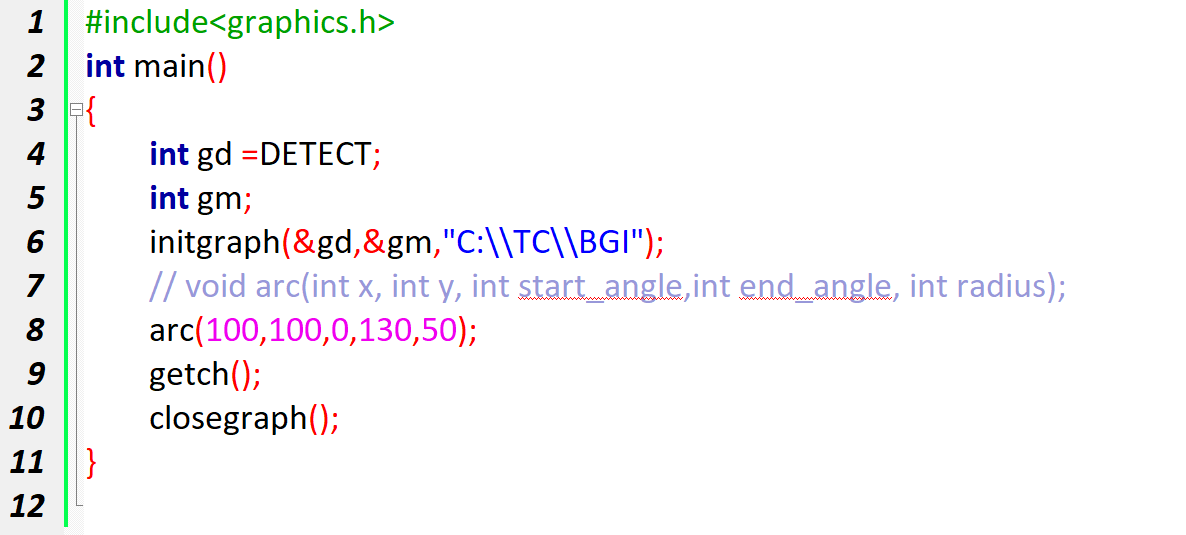 1 #include<graphics.h>
2 int main()
3 {
4 int gd =DETECT;
5 int gm;
6 initgraph(&gd,&gm,"C:\\TC\\BGI");
7 // void arc(int x, int y, int start_angle,int end_angle, int radius);
8 arc(100,100,0,130,50);
9 getch();
10 closegraph();
11 }
12